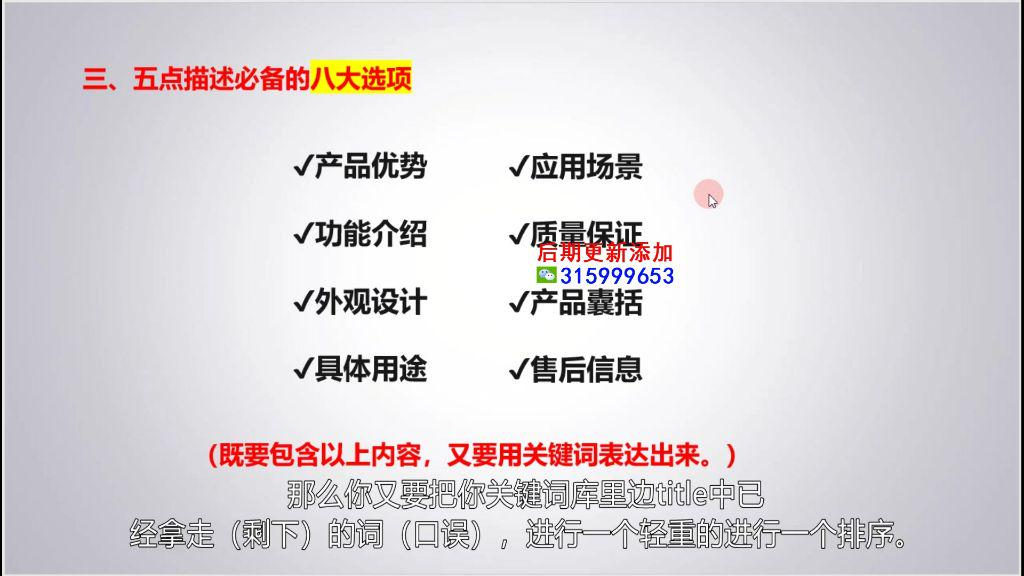 三、五点描述必备的八大选项
✓产品优势 ✓应用场景
✓功能介绍 ✓质量保证
后期更新添加
315999653
✓外观设计 ✓产品囊括
✓具体用途 ✓售后信息
（既要包含以上内容，又要用关键词表达出来。）
那么你又要把你关键词库里边title中已
经拿走（剩下）的词（口误），进行一个轻重的进行一个排序。